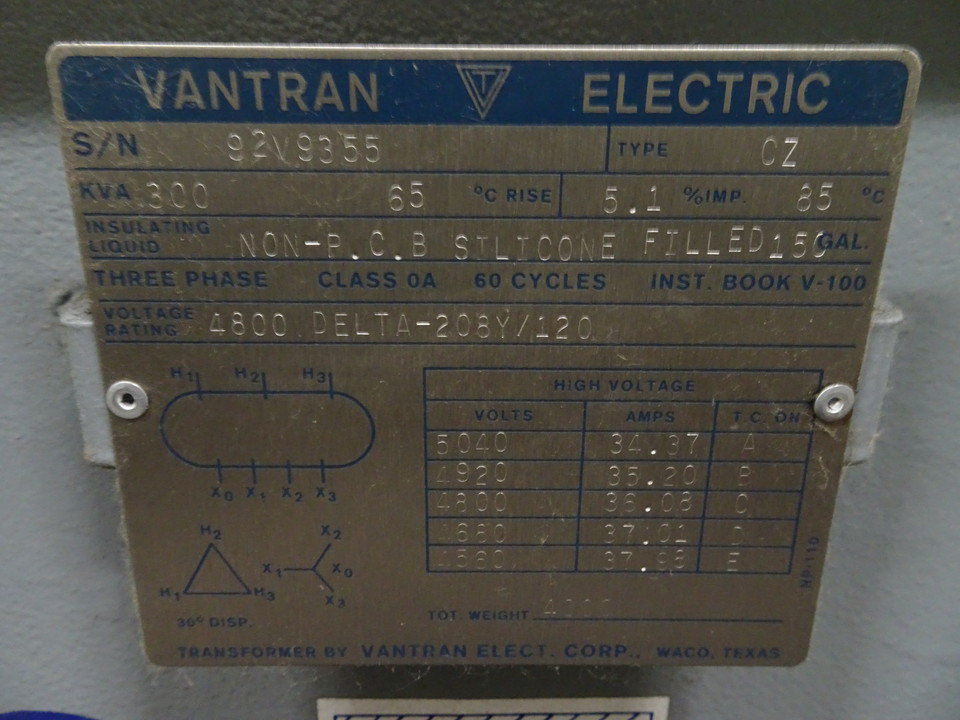 VANTRAN T ELECTRIC
S/N 92V9355 TYPE CZ
KVA 300 65 °C RISE 5.1 % IMP. 85 °C
INSULATING LIQUID NON-P.C.B SILICONE FILLED 150 GAL.
THREE PHASE CLASS OA 60 CYCLES INST. BOOK V-100
VOLTAGE RATING 4800 DELTA-208Y/120
H1 H2 H3
X0 X1 X2 X3
HIGH VOLTAGE
VOLTS AMPS T.C. ON
5040 34.37 A
4920 35.20 B
4800 36.08 C
4680 37.01 D
4560 37.98 E
H2
H1 H3
X2
X1 X0
X3
30° DISP.
TOT. WEIGHT
NP-110
TRANSFORMER BY VANTRAN ELECT. CORP., WACO, TEXAS